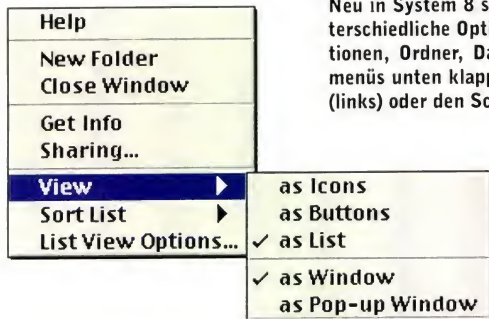 Help
New Folder
Close Window
Get Info
Sharing...
View
Sort List
List View Options...
as Icons
as Buttons
✓ as List
✓ as Window
as Pop-up Window
Neu in System 8 s
terschiedliche Opti
tionen, Ordner, Da
menüs unten klapp
(links) oder den Sc